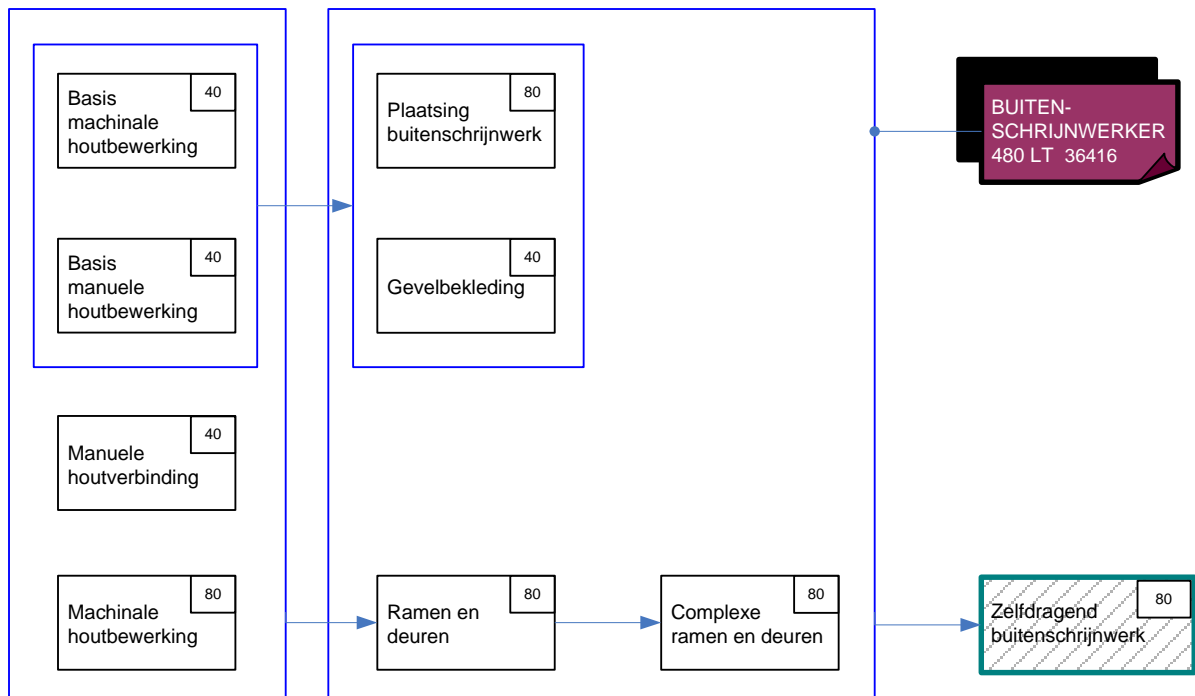 40
Basis
machinale
houtbewerking
40
Basis
manuele
houtbewerking
40
Manuele
houtverbinding
80
Machinale
houtbewerking
80
Plaatsing
buitenschrijnwerk
40
Gevelbekleding
80
Ramen en
deuren
80
Complexe
ramen en deuren
BUITEN-
SCHRIJNWERKER
480 LT 36416
80
Zelfdragend
buitenschrijnwerk